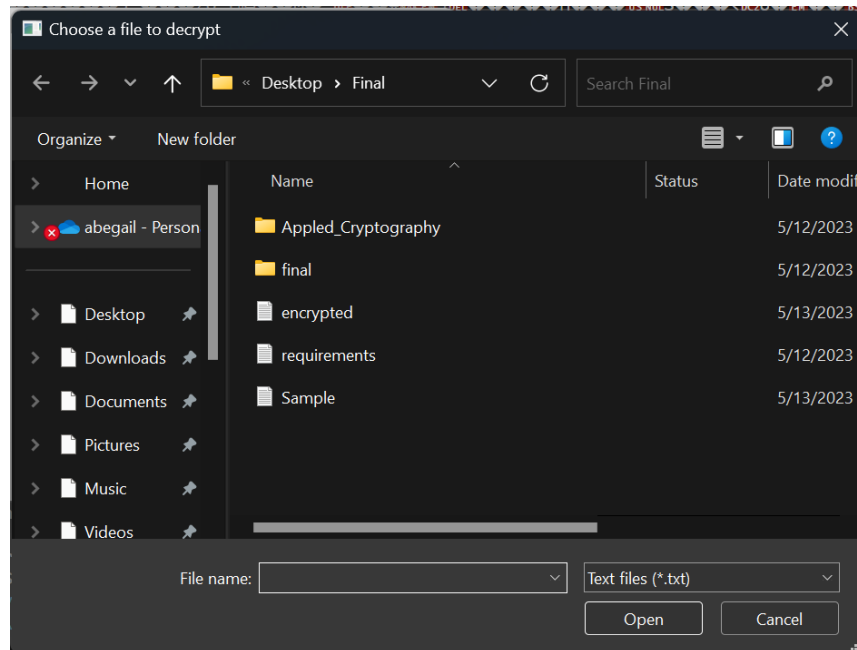 Choose a file to decrypt
« Desktop > Final
Search Final
Organize
New folder
Name
Status
Date modif
Home
abegail - Person
Appled_Cryptography 5/12/2023
final 5/12/2023
Desktop
encrypted 5/13/2023
Downloads
requirements 5/12/2023
Documents
Sample 5/13/2023
Pictures
Music
Videos
File name:
Text files (*.txt)
Open
Cancel